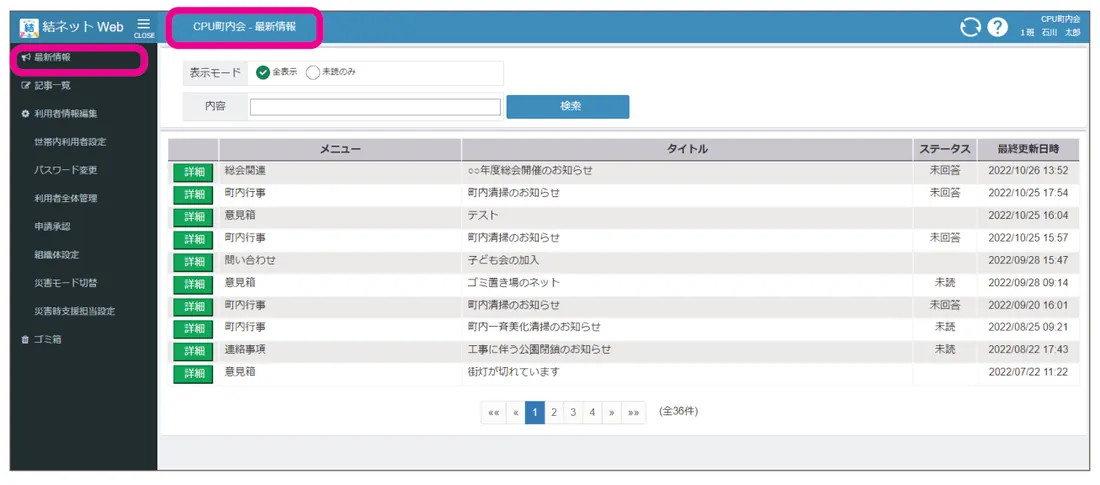 結ネット Web CLOSE CPU町内会 - 最新情報 CPU町内会
1班 石川 太郎
最新情報
記事一覧
利用者情報編集
世帯内利用者設定
パスワード変更
利用者全体管理
申請承認
組織体設定
災害モード切替
災害時支援担当設定
ゴミ箱
表示モード 全表示 未読のみ
内容 検索
メニュー タイトル ステータス 最終更新日時
詳細 総会関連 ○○年度総会開催のお知らせ 未回答 2022/10/26 13:52
詳細 町内行事 町内清掃のお知らせ 未回答 2022/10/25 17:54
詳細 意見箱 テスト 2022/10/25 16:04
詳細 町内行事 町内清掃のお知らせ 未回答 2022/10/25 15:57
詳細 問い合わせ 子ども会の加入 2022/09/28 15:47
詳細 意見箱 ゴミ置き場のネット 未読 2022/09/28 09:14
詳細 町内行事 町内清掃のお知らせ 未回答 2022/09/20 16:01
詳細 町内行事 町内一斉美化清掃のお知らせ 未読 2022/08/25 09:21
詳細 連絡事項 工事に伴う公園閉鎖のお知らせ 未読 2022/08/22 17:43
詳細 意見箱 街灯が切れています 2022/07/22 11:22
«« « 1 2 3 4 » »» (全36件)